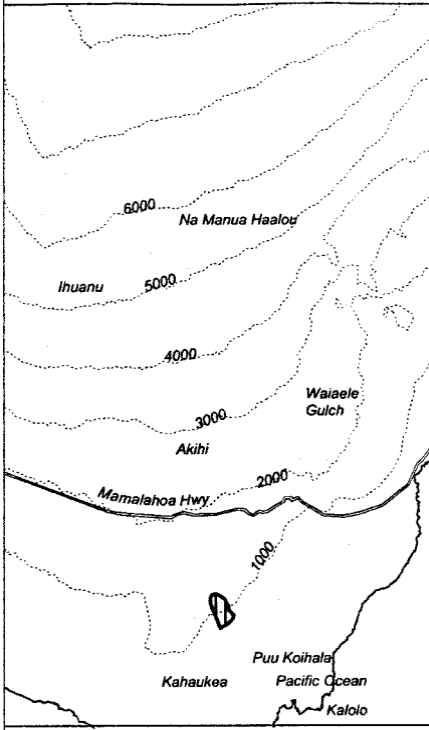 6000
Na Manua Haalou
Ihuanu
5000
4000
Waiaele
Gulch
3000
Akihi
2000
Mamalahoa Hwy
1000
Puu Koihala
Kahaukea
Pacific Ocean
Kalolo